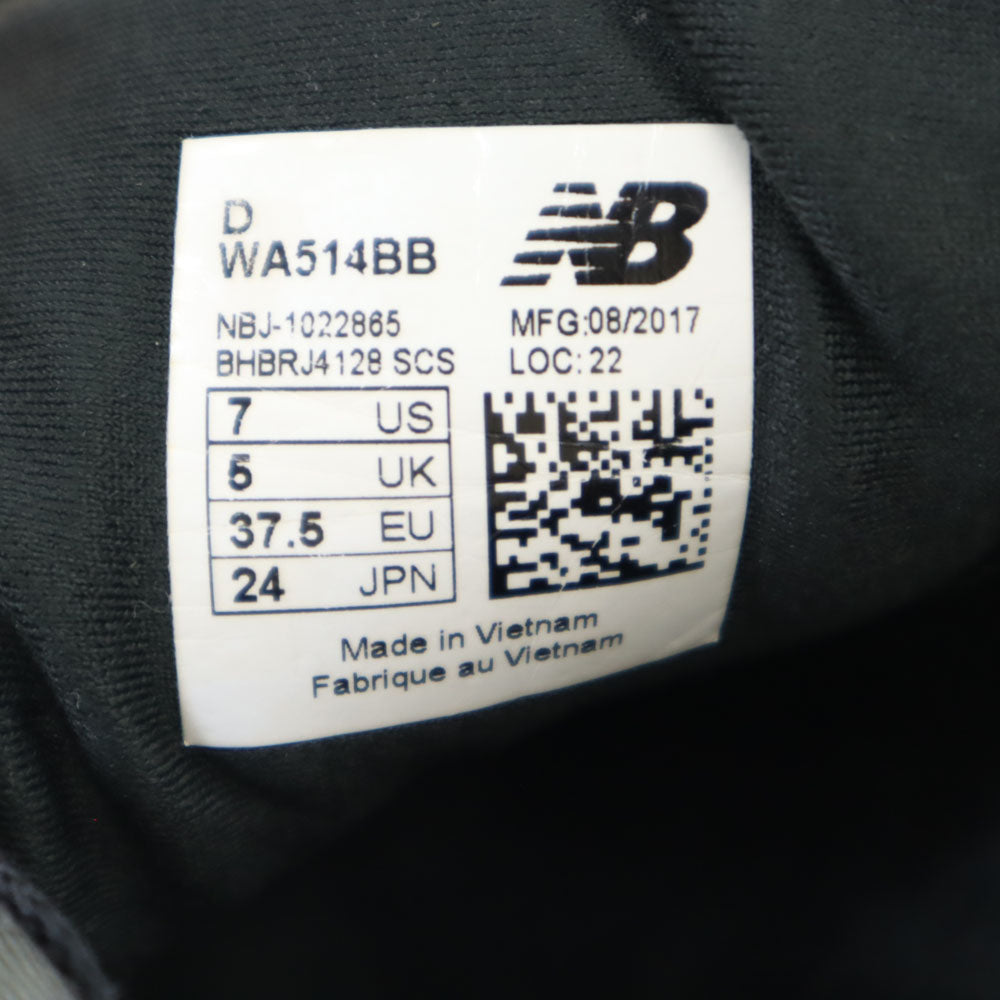 D
WA514BB
NB
NBJ-1022865
BHBRJ4128 SCS
MFG:08/2017
LOC: 22
7 US
5 UK
37.5 EU
24 JPN
Made in Vietnam
Fabrique au Vietnam